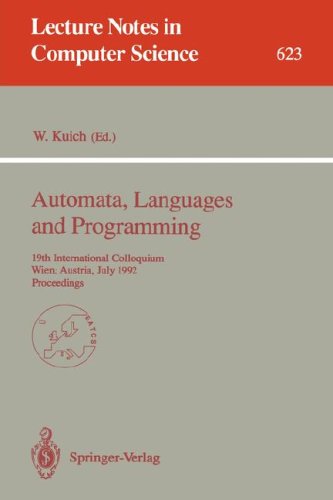 Lecture Notes in
Computer Science
623
W. Kuich (Ed.)
Automata, Languages
and Programming
19th International Colloquium
Wien, Austria, July 1992
Proceedings
EATCS
Springer-Verlag